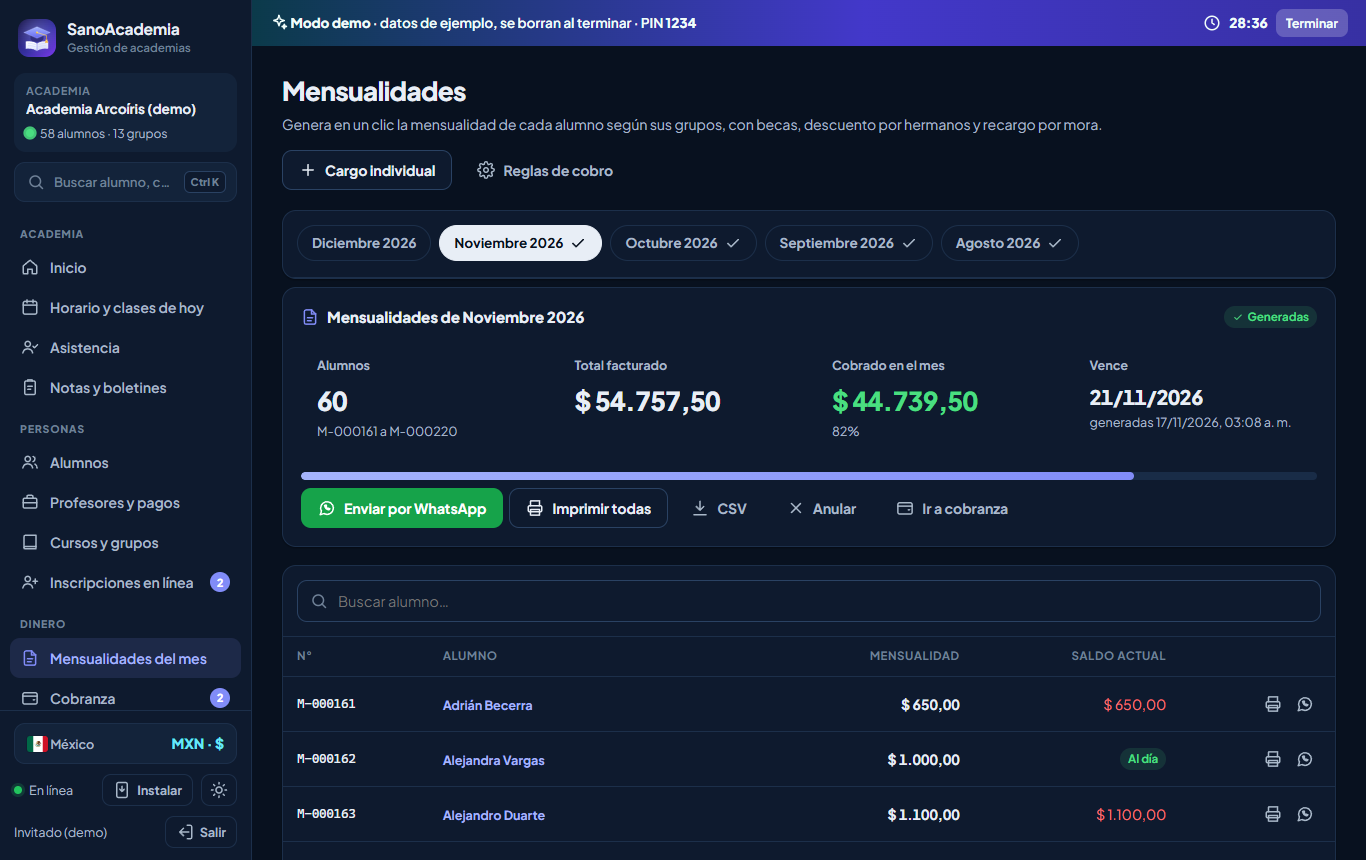 SanoAcademia
Gestión de academias
ACADEMIA
Academia Arcoíris (demo)
58 alumnos · 13 grupos
Buscar alumno, c... Ctrl K
ACADEMIA
Inicio
Horario y clases de hoy
Asistencia
Notas y boletines
PERSONAS
Alumnos
Profesores y pagos
Cursos y grupos
Inscripciones en línea 2
DINERO
Mensualidades del mes
Cobranza 2
México MXN · $
En línea Instalar
Invitado (demo) Salir
Modo demo · datos de ejemplo, se borran al terminar · PIN 1234 28:36 Terminar
Mensualidades
Genera en un clic la mensualidad de cada alumno según sus grupos, con becas, descuento por hermanos y recargo por mora.
Cargo individual Reglas de cobro
Diciembre 2026 Noviembre 2026 Octubre 2026 Septiembre 2026 Agosto 2026
Mensualidades de Noviembre 2026 Generadas
Alumnos Total facturado Cobrado en el mes Vence
60 $ 54.757,50 $ 44.739,50 21/11/2026
M-000161 a M-000220 82% generadas 17/11/2026, 03:08 a. m.
Enviar por WhatsApp Imprimir todas CSV Anular Ir a cobranza
Buscar alumno...
N° ALUMNO MENSUALIDAD SALDO ACTUAL
M-000161 Adrián Becerra $ 650,00 $ 650,00
M-000162 Alejandra Vargas $ 1.000,00 Al día
M-000163 Alejandro Duarte $ 1.100,00 $ 1.100,00